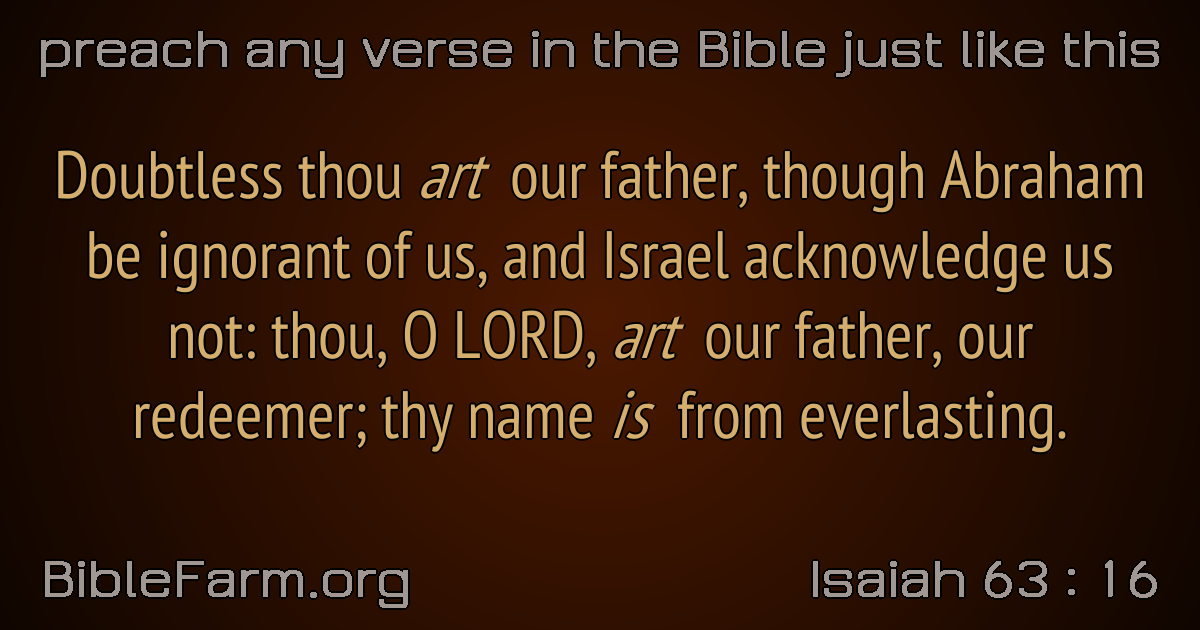 preach any verse in the Bible just like this
Doubtless thou art our father, though Abraham
be ignorant of us, and Israel acknowledge us
not: thou, O LORD, art our father, our
redeemer; thy name is from everlasting.
BibleFarm.org
Isaiah 63 : 16